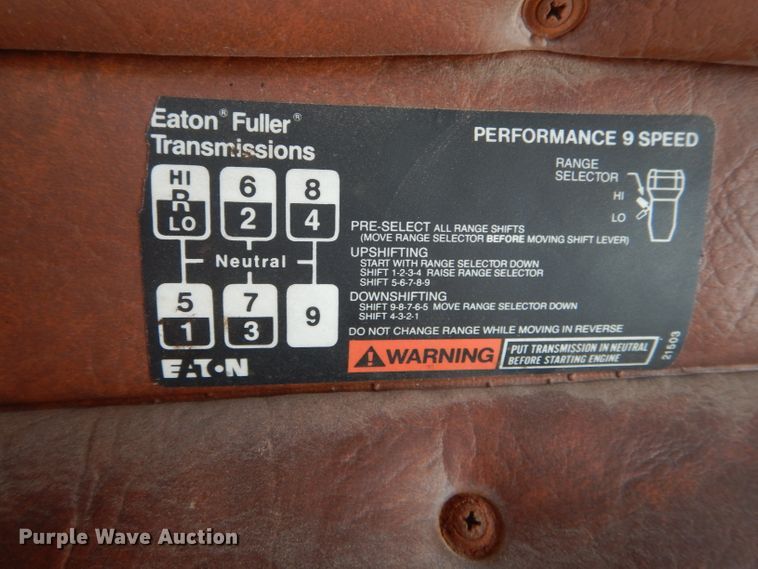 Eaton® Fuller®
Transmissions
PERFORMANCE 9 SPEED
RANGE
SELECTOR
HI
LO
HI
R
LO
6
2
8
4
Neutral
5
1
7
3
9
EATON
PRE-SELECT ALL RANGE SHIFTS
(MOVE RANGE SELECTOR BEFORE MOVING SHIFT LEVER)
UPSHIFTING
START WITH RANGE SELECTOR DOWN
SHIFT 1-2-3-4 RAISE RANGE SELECTOR
SHIFT 5-6-7-8-9
DOWNSHIFTING
SHIFT 9-8-7-6-5 MOVE RANGE SELECTOR DOWN
SHIFT 4-3-2-1
DO NOT CHANGE RANGE WHILE MOVING IN REVERSE
WARNING
PUT TRANSMISSION IN NEUTRAL
BEFORE STARTING ENGINE
21503
Purple Wave Auction